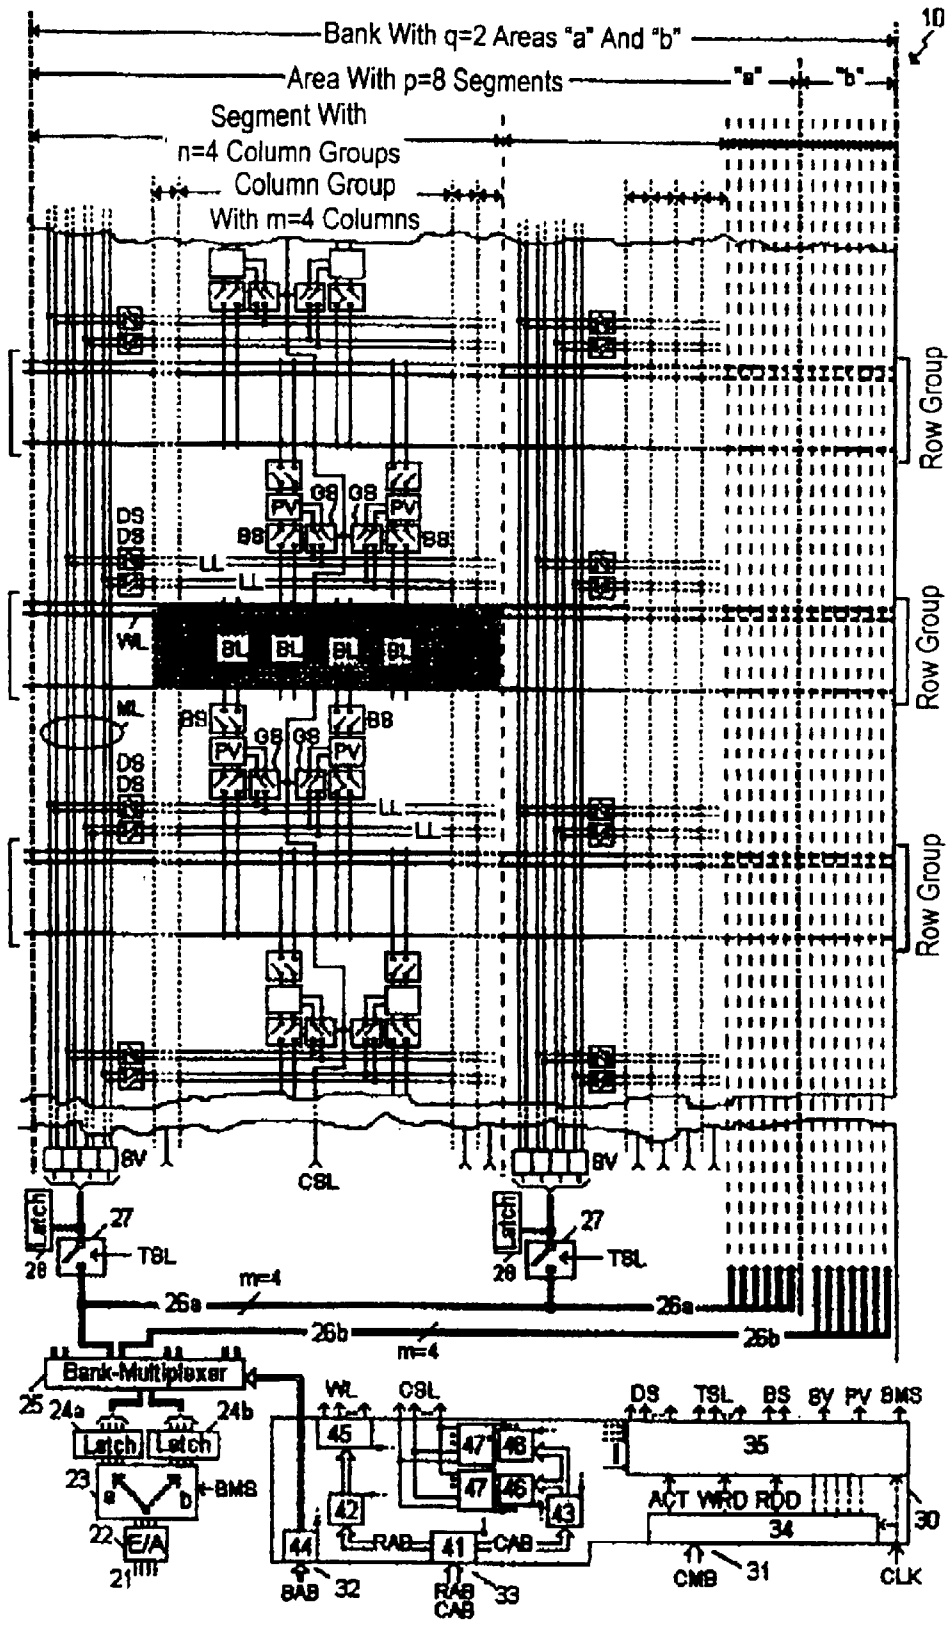 10
Bank With q=2 Areas "a" And "b"
Area With p=8 Segments "a" "b"
Segment With
n=4 Column Groups
Column Group
With m=4 Columns
Row Group
PV GS GS PV
DS
DS
BS BS
LL
LL
Row Group
WL
BL BL BL BL
ML
BS BS
PV GS GS PV
DS
DS
LL
LL
Row Group
SV CSL SV
Latch 27 Latch 27
28 TSL 28 TSL
m=4
26a 26a
26b 26b
m=4
Bank-Multiplexer
25
24a 24b
Latch Latch
23
a b BMS
22 E/A
21
WL CSL DS TSL BS SV PV BMS
45 47 48 35
47 46
42 43
ACT WRD RDD
30
44 RAB 41 CAB 34
BAB 32 RAB 33 CMB 31 CLK
CAB